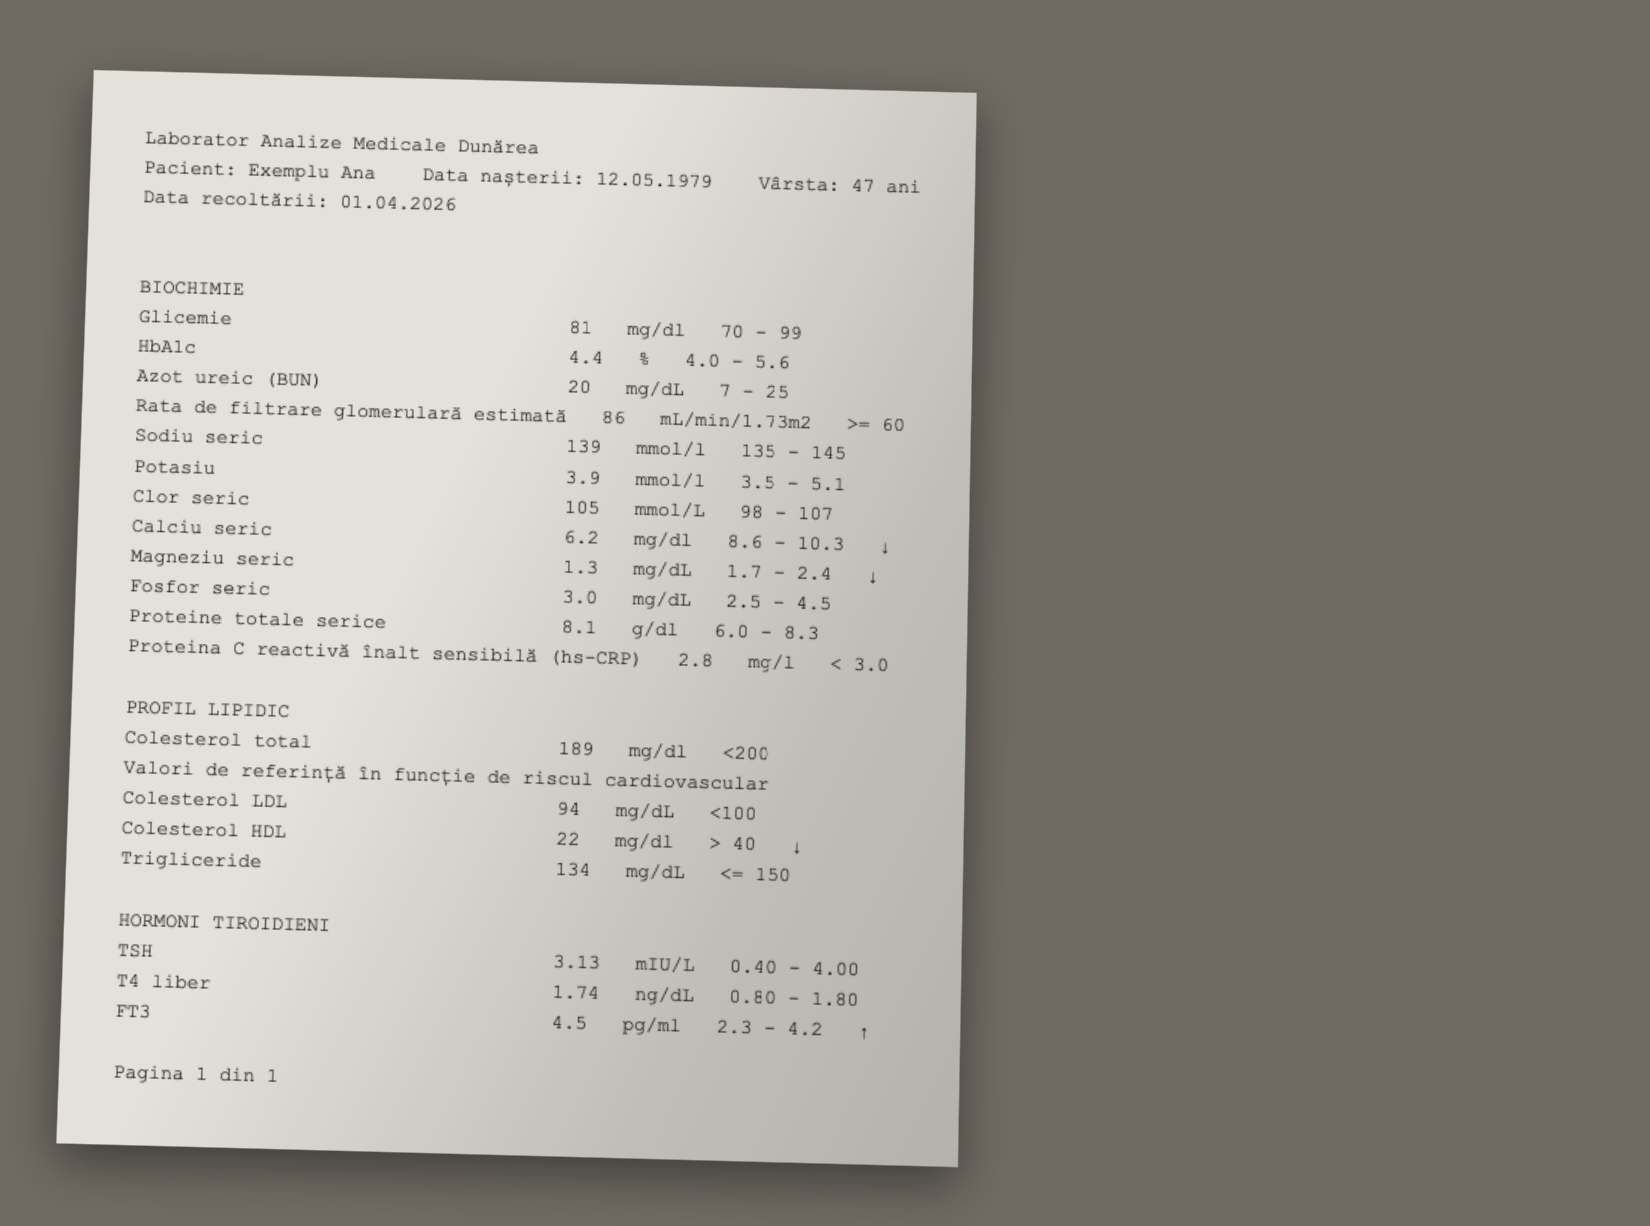 Laborator Analize Medicale Dunărea
Pacient: Exemplu Ana    Data nașterii: 12.05.1979    Vârsta: 47 ani
Data recoltării: 01.04.2026
BIOCHIMIE
Glicemie   81   mg/dl   70 - 99
HbA1c   4.4   %   4.0 - 5.6
Azot ureic (BUN)   20   mg/dL   7 - 25
Rata de filtrare glomerulară estimată   86   mL/min/1.73m2   >= 60
Sodiu seric   139   mmol/l   135 - 145
Potasiu   3.9   mmol/l   3.5 - 5.1
Clor seric   105   mmol/L   98 - 107
Calciu seric   6.2   mg/dl   8.6 - 10.3   ↓
Magneziu seric   1.3   mg/dL   1.7 - 2.4   ↓
Fosfor seric   3.0   mg/dL   2.5 - 4.5
Proteine totale serice   8.1   g/dl   6.0 - 8.3
Proteina C reactivă înalt sensibilă (hs-CRP)   2.8   mg/l   < 3.0
PROFIL LIPIDIC
Colesterol total   189   mg/dl   <200
Valori de referință în funcție de riscul cardiovascular
Colesterol LDL   94   mg/dL   <100
Colesterol HDL   22   mg/dl   > 40   ↓
Trigliceride   134   mg/dL   <= 150
HORMONI TIROIDIENI
TSH   3.13   mIU/L   0.40 - 4.00
T4 liber   1.74   ng/dL   0.80 - 1.80
FT3   4.5   pg/ml   2.3 - 4.2   ↑
Pagina 1 din 1